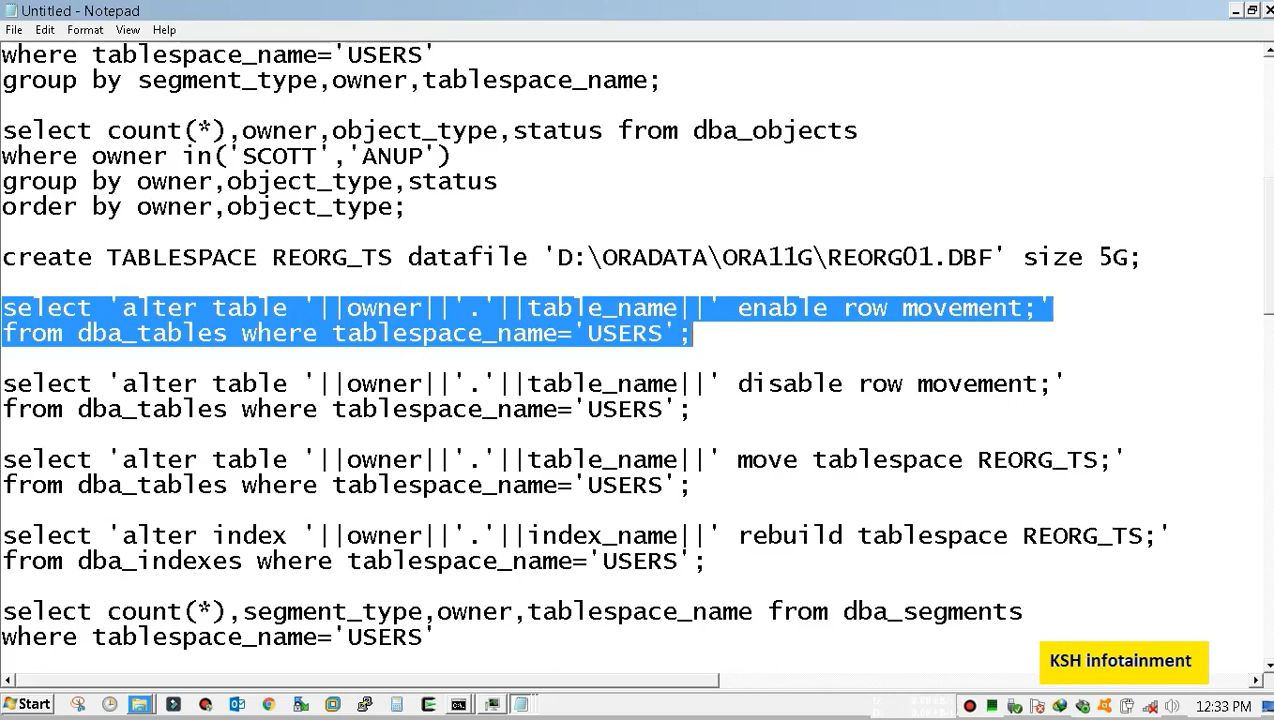 Untitled - Notepad
File Edit Format View Help
where tablespace_name='USERS'
group by segment_type,owner,tablespace_name;
select count(*),owner,object_type,status from dba_objects
where owner in('SCOTT','ANUP')
group by owner,object_type,status
order by owner,object_type;
create TABLESPACE REORG_TS datafile 'D:\ORADATA\ORA11G\REORG01.DBF' size 5G;
select 'alter table '||owner||'.'||table_name||' enable row movement;'
from dba_tables where tablespace_name='USERS';
select 'alter table '||owner||'.'||table_name||' disable row movement;'
from dba_tables where tablespace_name='USERS';
select 'alter table '||owner||'.'||table_name||' move tablespace REORG_TS;'
from dba_tables where tablespace_name='USERS';
select 'alter index '||owner||'.'||index_name||' rebuild tablespace REORG_TS;'
from dba_indexes where tablespace_name='USERS';
select count(*),segment_type,owner,tablespace_name from dba_segments
where tablespace_name='USERS'
KSH infotainment
Start
12:33 PM